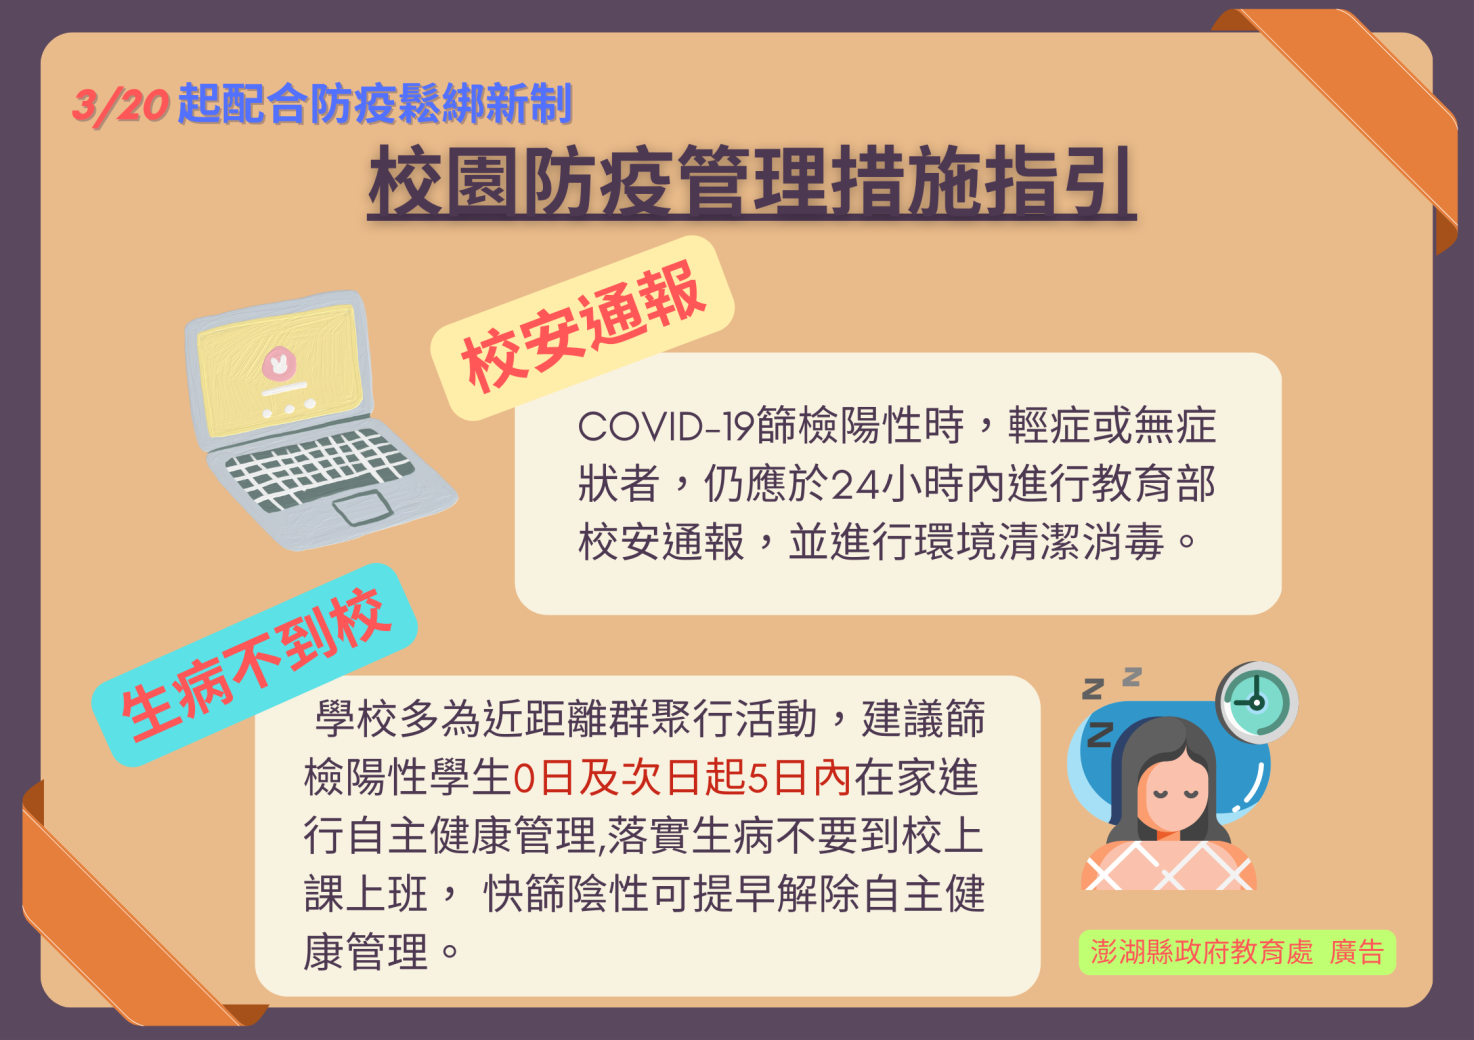 3/20 起配合防疫鬆綁新制
校園防疫管理措施指引
校安通報
COVID-19篩檢陽性時，輕症或無症
狀者，仍應於24小時內進行教育部
校安通報，並進行環境清潔消毒。
生病不到校
學校多為近距離群聚行活動，建議篩
檢陽性學生0日及次日起5日內在家進
行自主健康管理,落實生病不要到校上
課上班， 快篩陰性可提早解除自主健
康管理。
Z Z
N
澎湖縣政府教育處 廣告